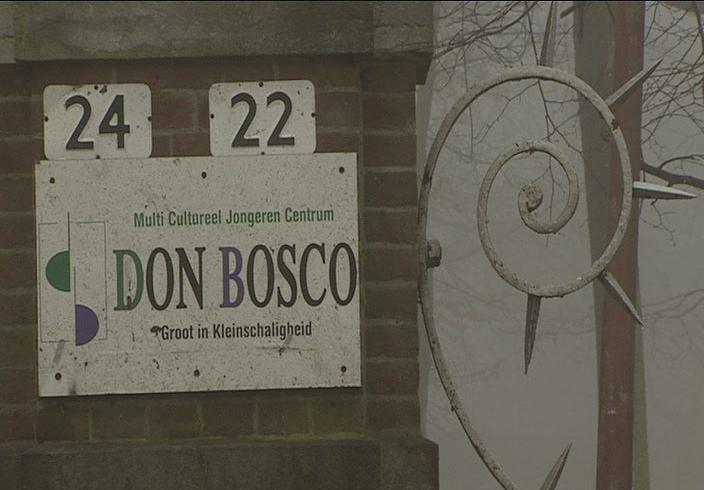 24 22
Multi Cultureel Jongeren Centrum
DON BOSCO
Groot in Kleinschaligheid